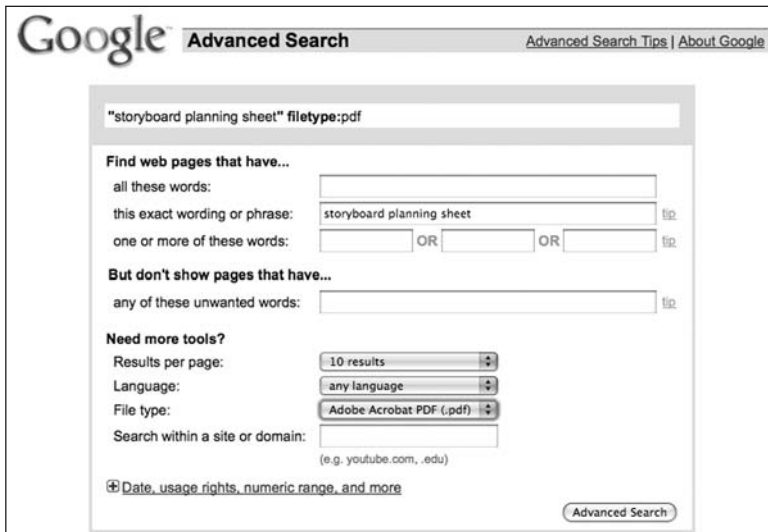 Google™ Advanced Search Advanced Search Tips | About Google
"storyboard planning sheet" filetype:pdf
Find web pages that have...
all these words:
this exact wording or phrase: storyboard planning sheet tip
one or more of these words: OR OR tip
But don't show pages that have...
any of these unwanted words: tip
Need more tools?
Results per page: 10 results
Language: any language
File type: Adobe Acrobat PDF (.pdf)
Search within a site or domain:
(e.g. youtube.com, .edu)
Date, usage rights, numeric range, and more
Advanced Search